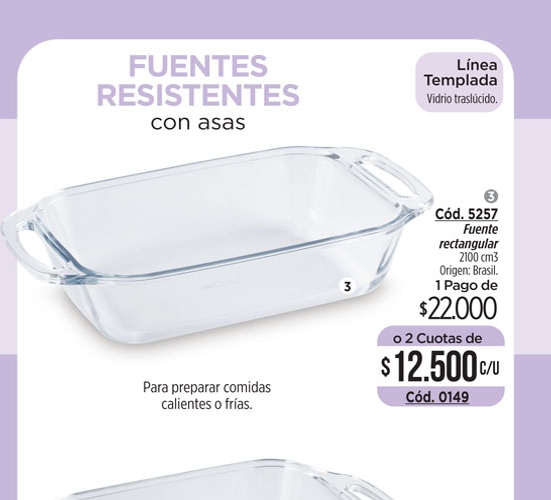 FUENTES
RESISTENTES
con asas
Línea
Templada
Vidrio traslúcido.
3
Cód. 5257
Fuente
rectangular
2100 cm3
Origen: Brasil.
1 Pago de
$22.000
o 2 Cuotas de
$12.500 C/U
Cód. 0149
3
Para preparar comidas
calientes o frías.